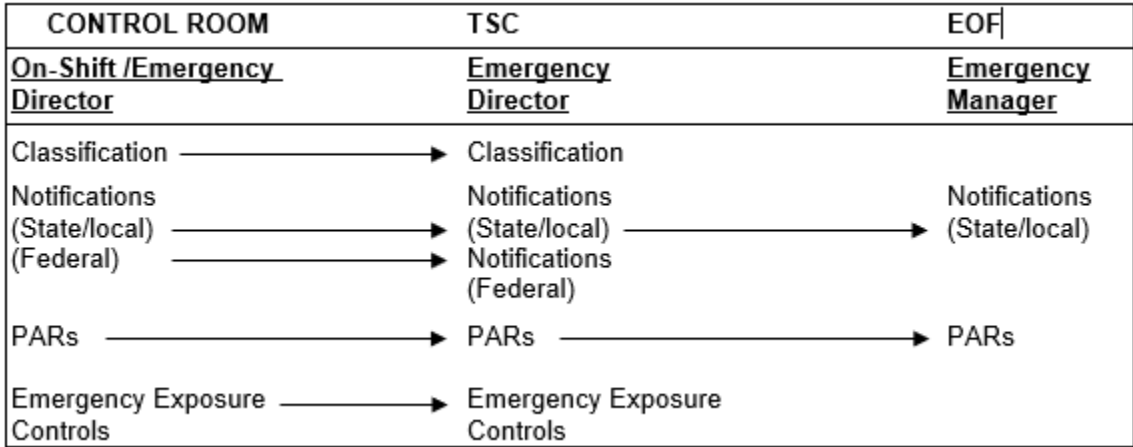 CONTROL ROOM TSC EOF
On-Shift /Emergency Emergency Emergency
Director Director Manager
Classification Classification
Notifications Notifications Notifications
(State/local) (State/local) (State/local)
(Federal) Notifications
(Federal)
PARs PARs PARs
Emergency Exposure Emergency Exposure
Controls Controls